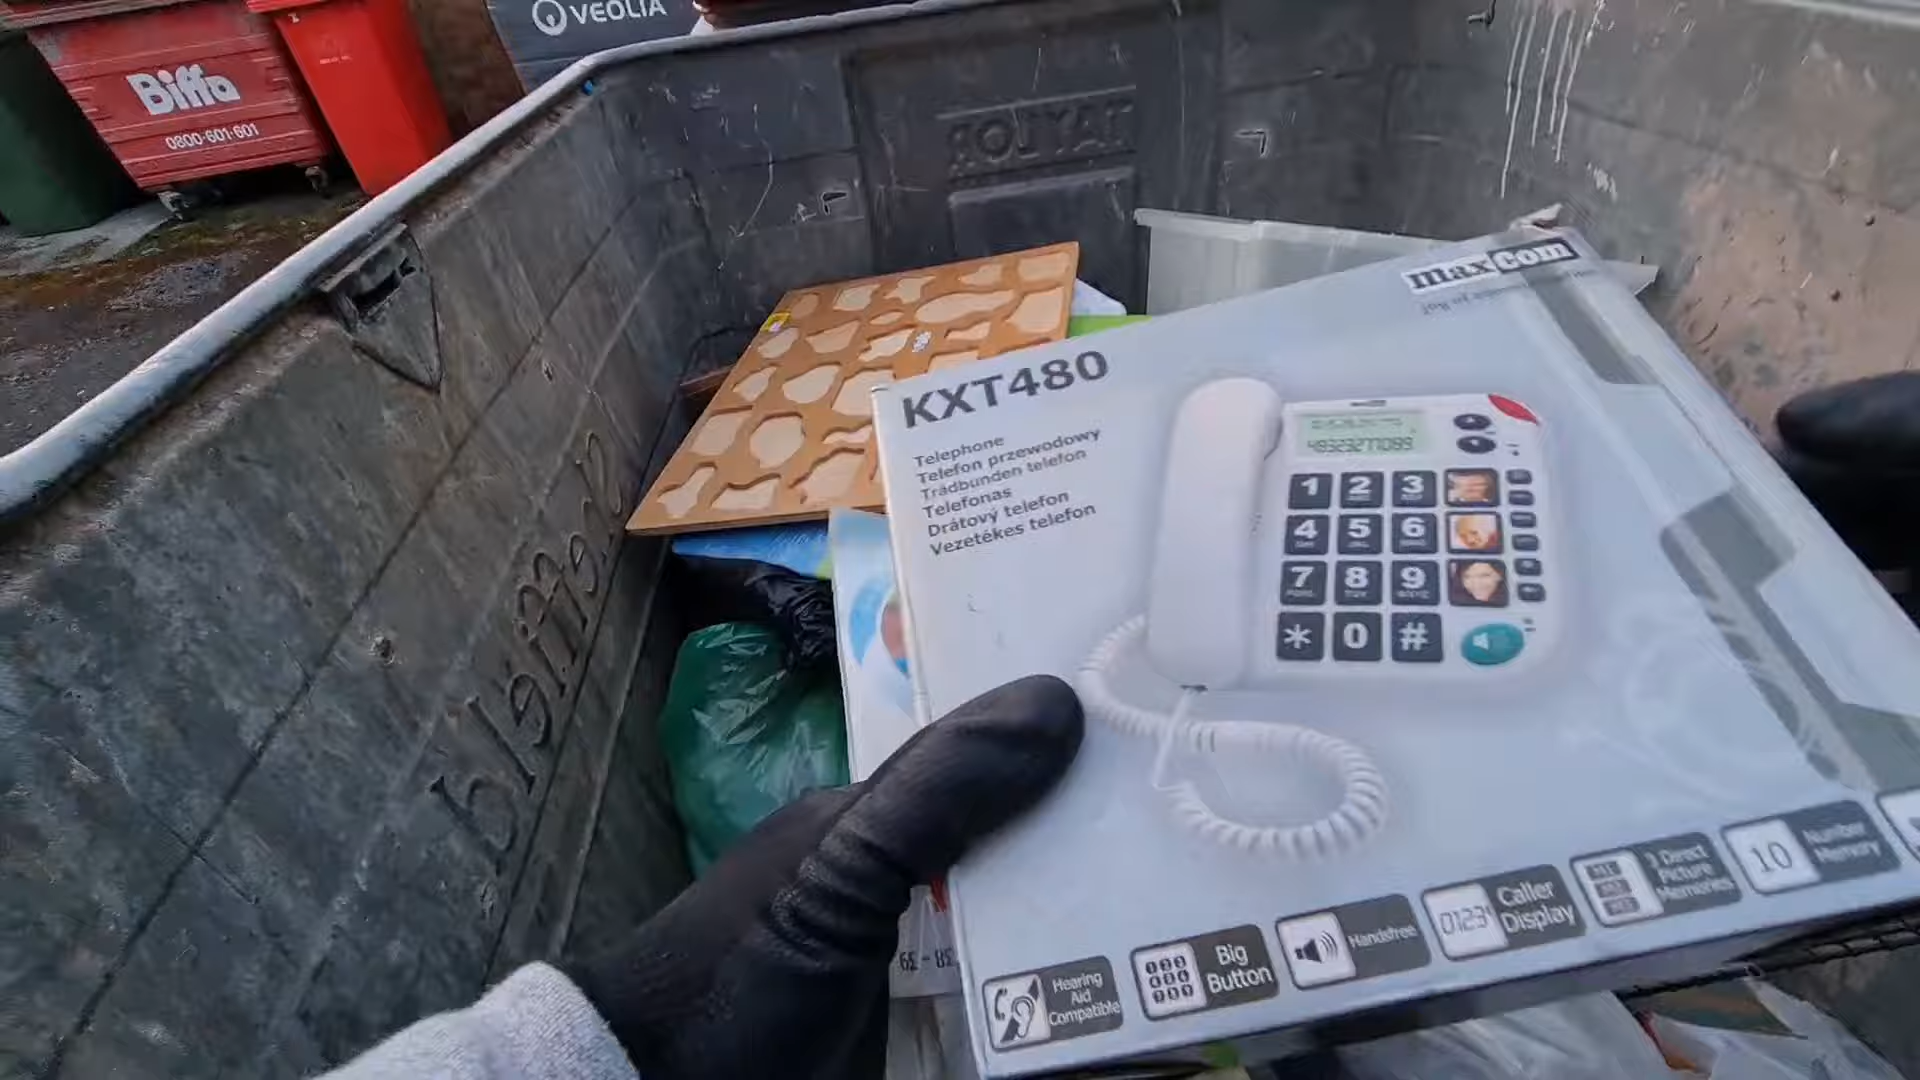 VEOLIA
Biffa
0800-601-601
maxcom
KXT480
Telephone
Telefon przewodowy
Trådbunden telefon
Telefonas
Drátový telefon
Vezetékes telefon
1 2 3
4 5 6
7 8 9
* 0 #
Hearing
Aid
Compatible
Big
Button
Handsfree
0123
Caller
Display
3 Direct
Picture
Memories
10
Number
Memory